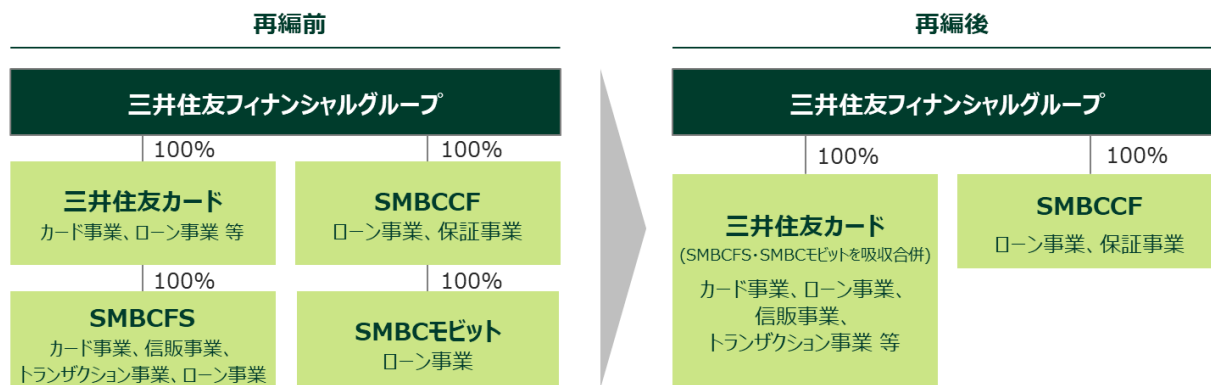 再編前
三井住友フィナンシャルグループ
100%
100%
三井住友カード
カード事業、ローン事業 等
SMBCCF
ローン事業、保証事業
100%
100%
SMBCFS
カード事業、信販事業、
トランザクション事業、ローン事業
SMBCモビット
ローン事業
再編後
三井住友フィナンシャルグループ
100%
100%
三井住友カード
(SMBCFS・SMBCモビットを吸収合併)
カード事業、ローン事業、
信販事業、
トランザクション事業 等
SMBCCF
ローン事業、保証事業